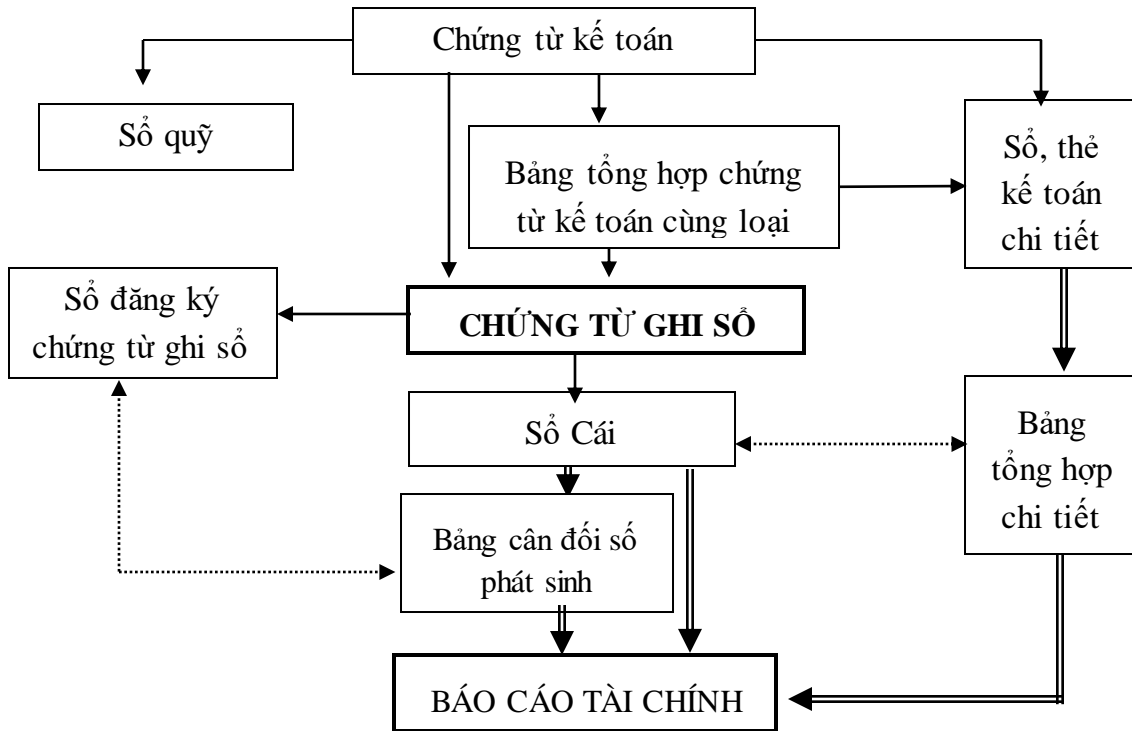 Chứng từ kế toán
Sổ quỹ
Bảng tổng hợp chứng
từ kế toán cùng loại
Sổ, thẻ
kế toán
chi tiết
Sổ đăng ký
chứng từ ghi sổ
CHỨNG TỪ GHI SỔ
Sổ Cái
Bảng
tổng hợp
chi tiết
Bảng cân đối số
phát sinh
BÁO CÁO TÀI CHÍNH